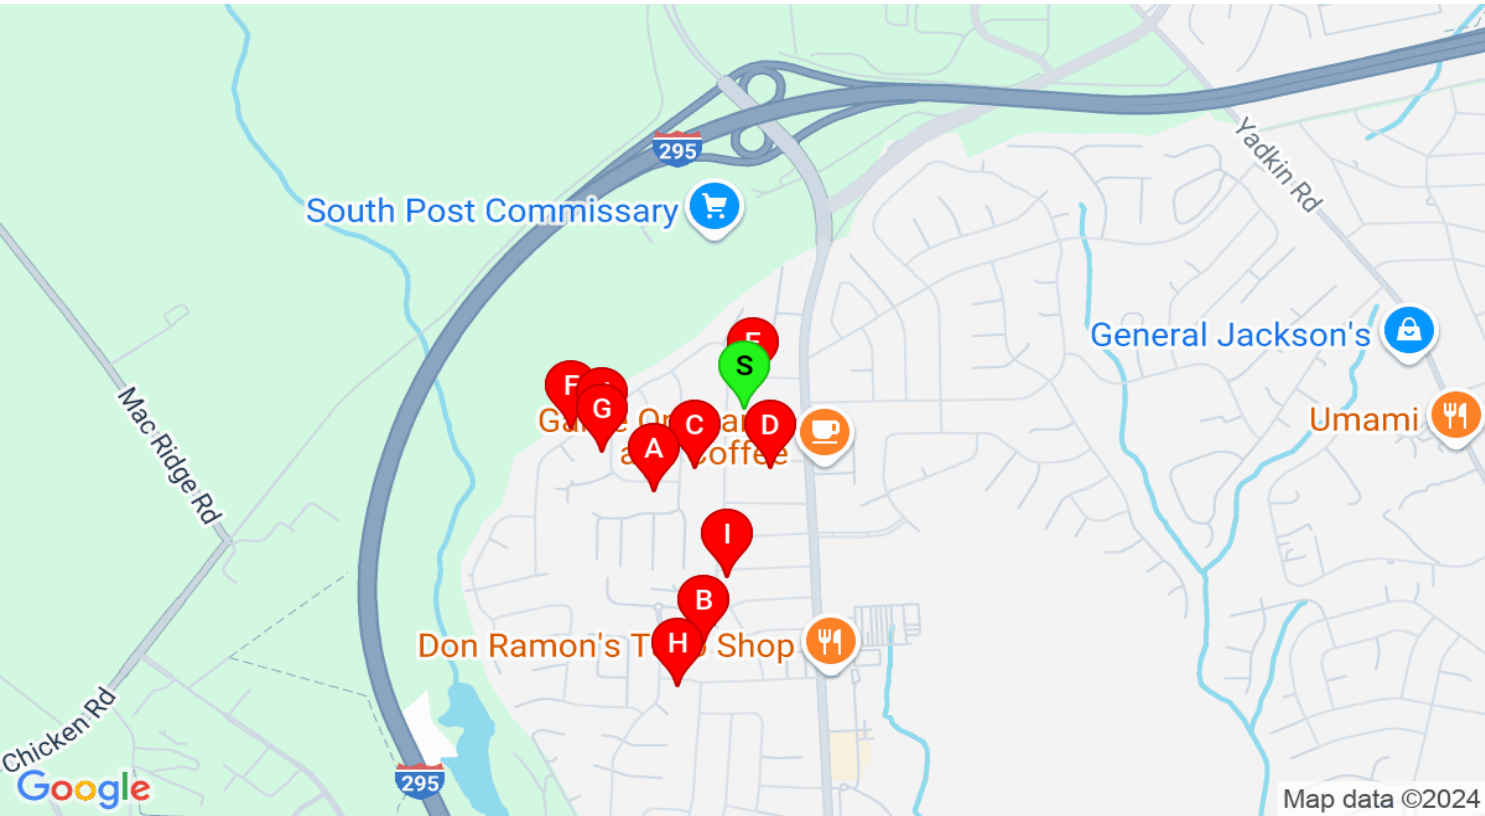 Yadkin Rd
295
South Post Commissary
General Jackson's
E
S
F
G
C
D
A
Umami
Mac Ridge Rd
coffee
I
B
H
Don Ramon's
Shop
Chicken Rd
295
Google
Map data ©2024